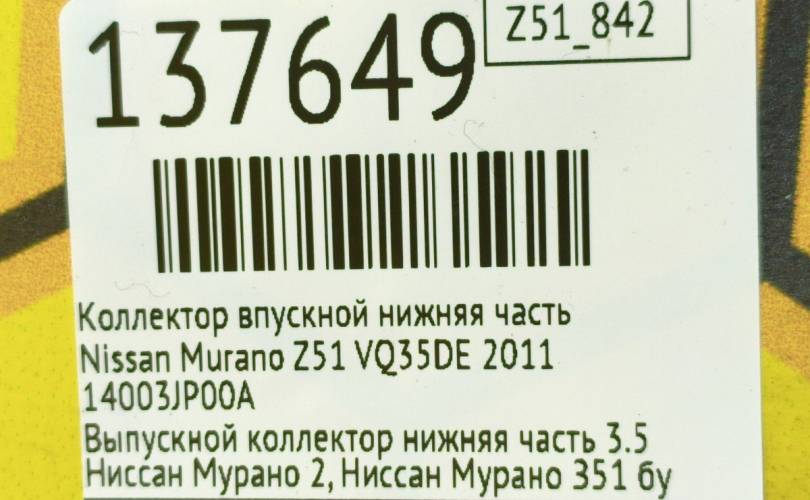 137649
Z51_842
Коллектор впускной нижняя часть
Nissan Murano Z51 VQ35DE 2011
14003JP00A
Выпускной коллектор нижняя часть 3.5
Ниссан Мурано 2, Ниссан Мурано З51 бу